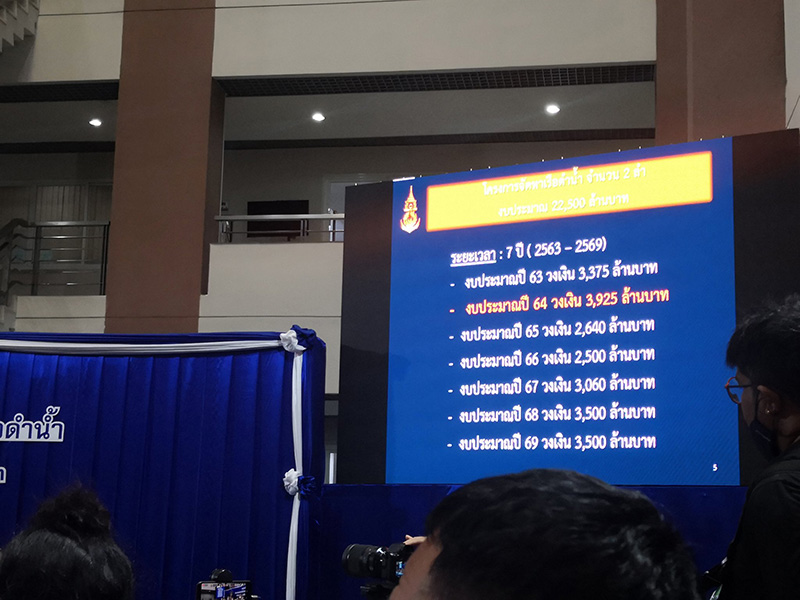 โครงการจัดหาเรือดำน้ำ จำนวน 2 ลำ
งบประมาณ 22,500 ล้านบาท
ระยะเวลา : 7 ปี ( 2563 – 2569)
- งบประมาณปี 63 วงเงิน 3,375 ล้านบาท
- งบประมาณปี 64 วงเงิน 3,925 ล้านบาท
- งบประมาณปี 65 วงเงิน 2,640 ล้านบาท
- งบประมาณปี 66 วงเงิน 2,500 ล้านบาท
- งบประมาณปี 67 วงเงิน 3,060 ล้านบาท
- งบประมาณปี 68 วงเงิน 3,500 ล้านบาท
- งบประมาณปี 69 วงเงิน 3,500 ล้านบาท
5
ดำน้ำ